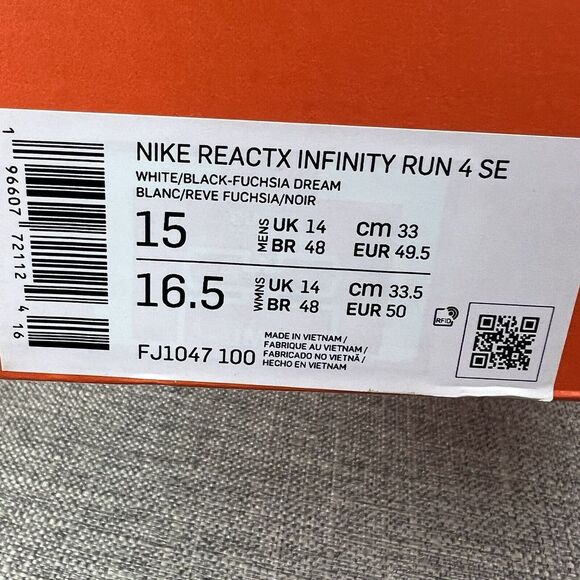 NIKE REACTX INFINITY RUN 4 SE
WHITE/BLACK-FUCHSIA DREAM
BLANC/REVE FUCHSIA/NOIR
15 MENS UK 14 cm 33
BR 48 EUR 49.5
16.5 WMNS UK 14 cm 33.5
BR 48 EUR 50
RFID
FJ1047 100
MADE IN VIETNAM /
FABRIQUE AU VIETNAM /
FABRICADO NO VIETNÃ /
HECHO EN VIETNAM
1 96607 72112 4 16